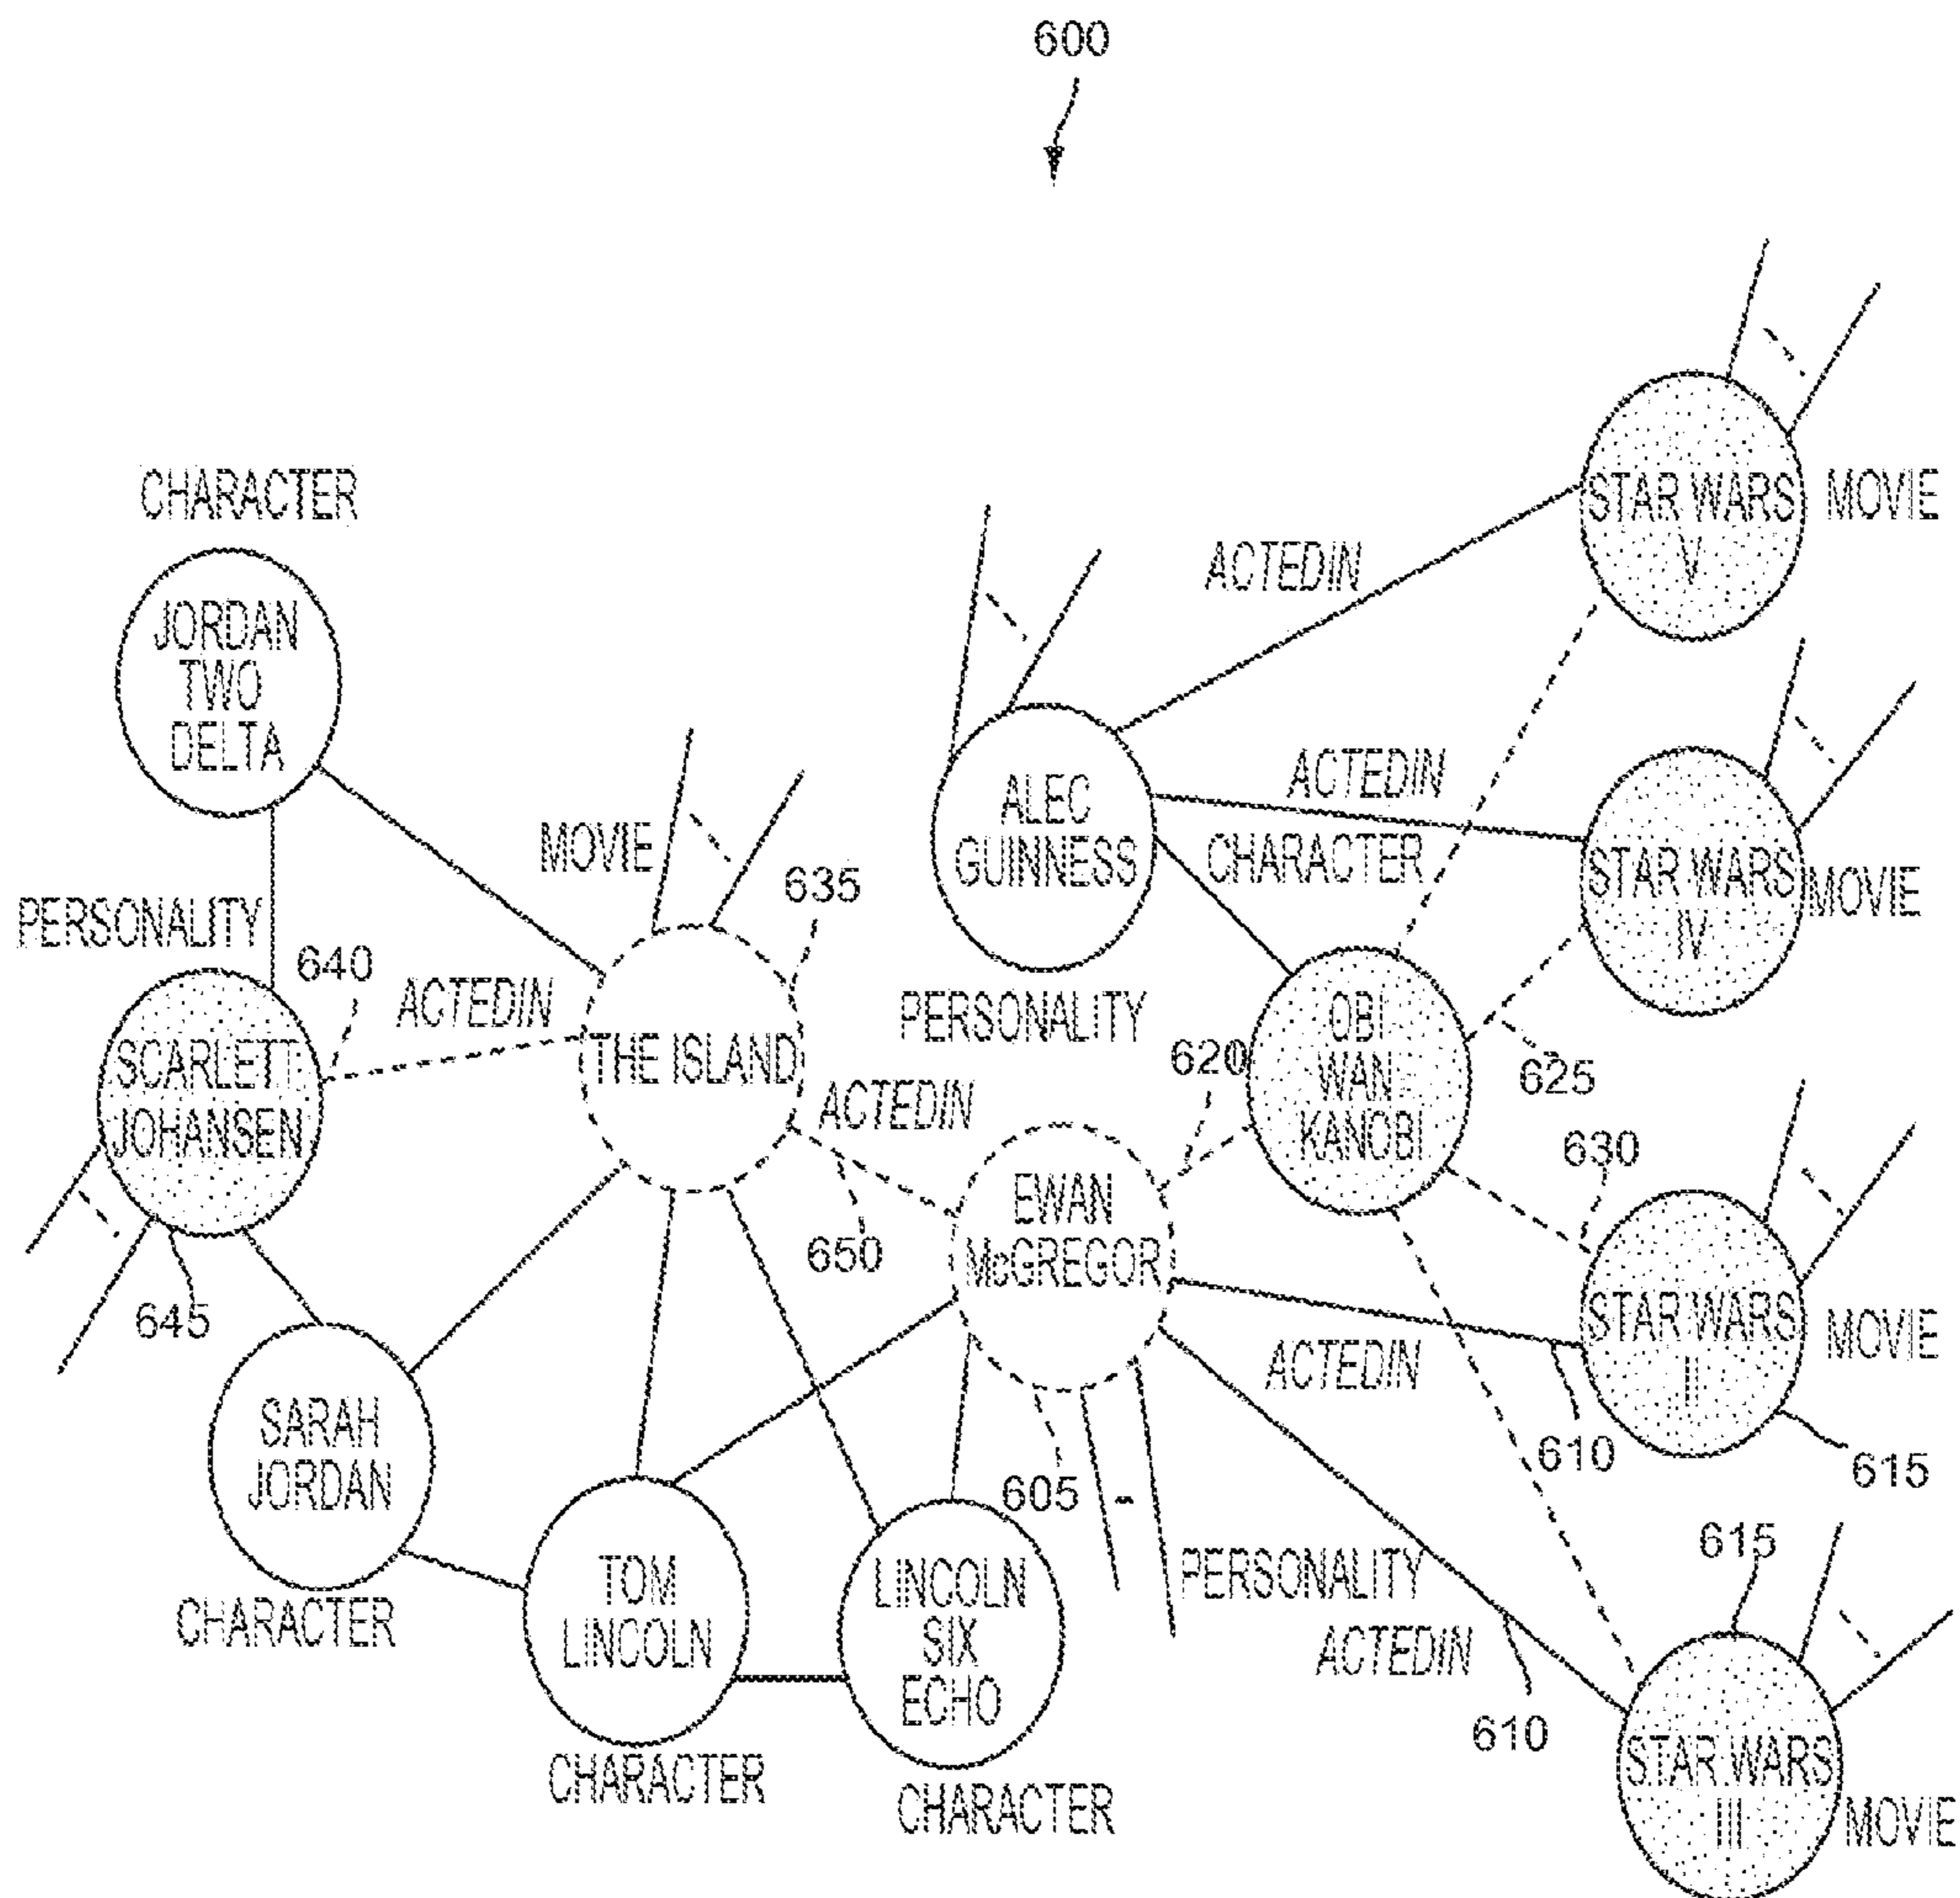 600
CHARACTER
JORDAN
TWO
DELTA
PERSONALITY
640
ACTEDIN
SCARLETT
JOHANSEN
645
MOVIE
635
THE ISLAND
ACTEDIN
650
ALEC
GUINNESS
PERSONALITY
ACTEDIN
STAR WARS
V
MOVIE
ACTEDIN
CHARACTER
STAR WARS
IV
MOVIE
620
OBI
WAN
KANOBI
625
630
EWAN
McGREGOR
605
PERSONALITY
ACTEDIN
610
STAR WARS
II
MOVIE
615
SARAH
JORDAN
CHARACTER
TOM
LINCOLN
CHARACTER
LINCOLN
SIX
ECHO
CHARACTER
ACTEDIN
610
615
STAR WARS
III
MOVIE